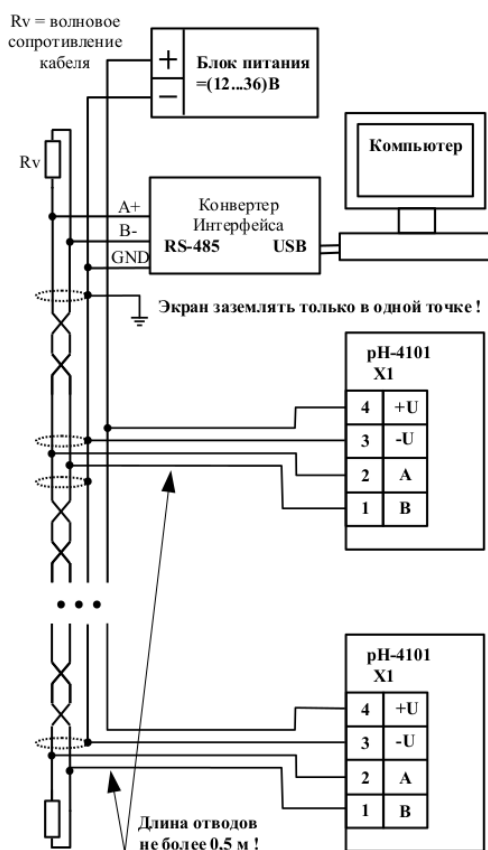 Rv = волновое
сопротивление
кабеля
+
Блок питания
=(12...36)В
−
Компьютер
Rv
A+
Конвертер
Интерфейса
B-
RS-485 USB
GND
Экран заземлять только в одной точке !
pH-4101
X1
4 +U
3 -U
2 A
1 B
• • •
pH-4101
X1
4 +U
3 -U
2 A
1 B
Длина отводов
не более 0,5 м !